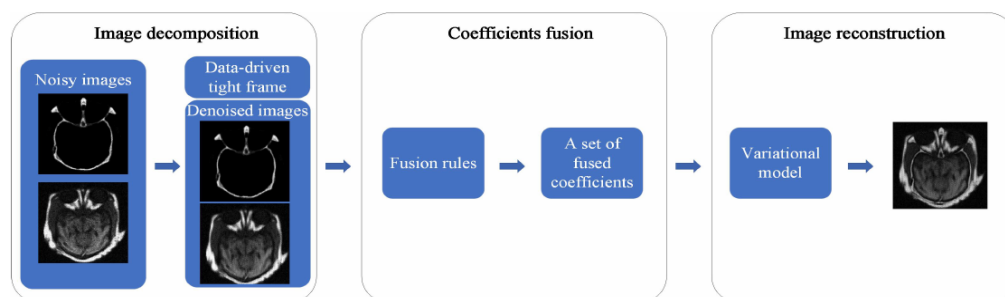 Image decomposition
Noisy images
Data-driven
tight frame
Denoised images
Coefficients fusion
Fusion rules
A set of
fused
coefficients
Image reconstruction
Variational
model